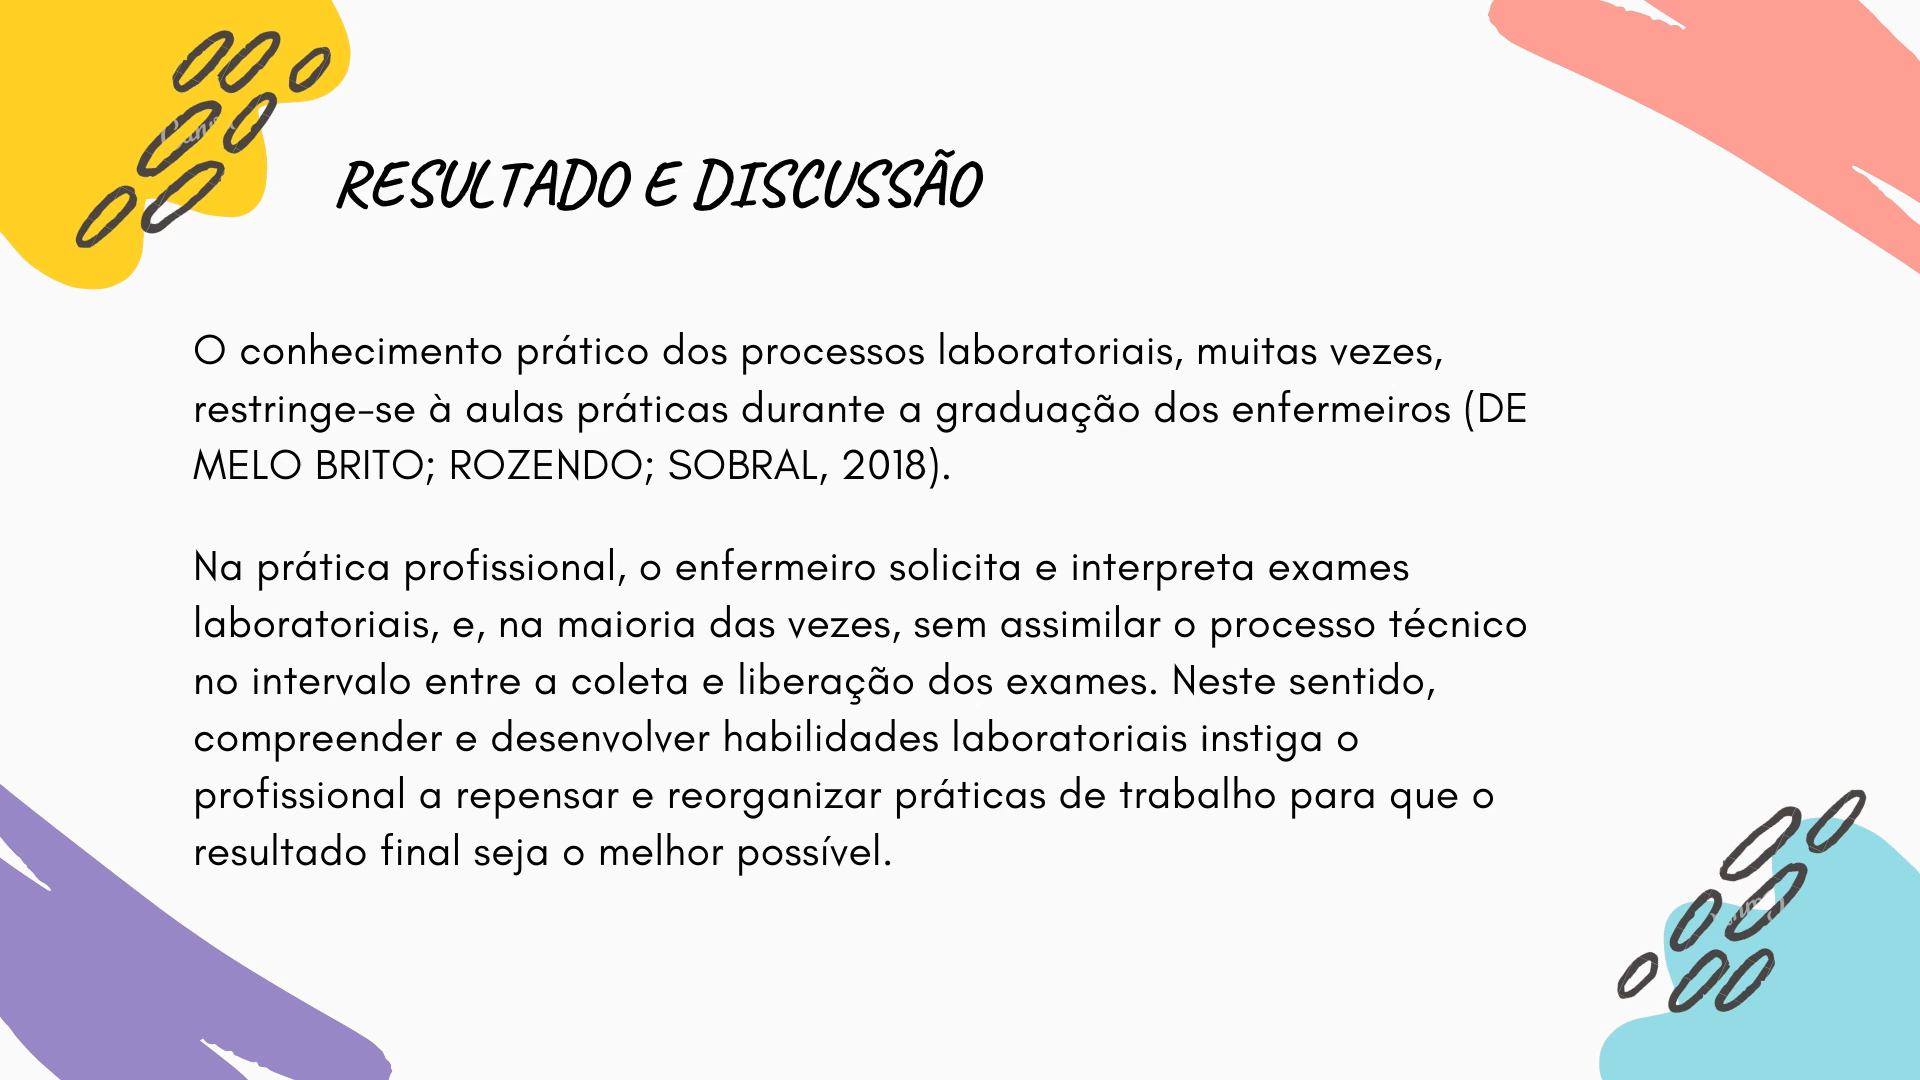 RESULTADO E DISCUSSÃO
O conhecimento prático dos processos laboratoriais, muitas vezes,
restringe-se à aulas práticas durante a graduação dos enfermeiros (DE
MELO BRITO; ROZENDO; SOBRAL, 2018).
Na prática profissional, o enfermeiro solicita e interpreta exames
laboratoriais, e, na maioria das vezes, sem assimilar o processo técnico
no intervalo entre a coleta e liberação dos exames. Neste sentido,
compreender e desenvolver habilidades laboratoriais instiga o
profissional a repensar e reorganizar práticas de trabalho para que o
resultado final seja o melhor possível.